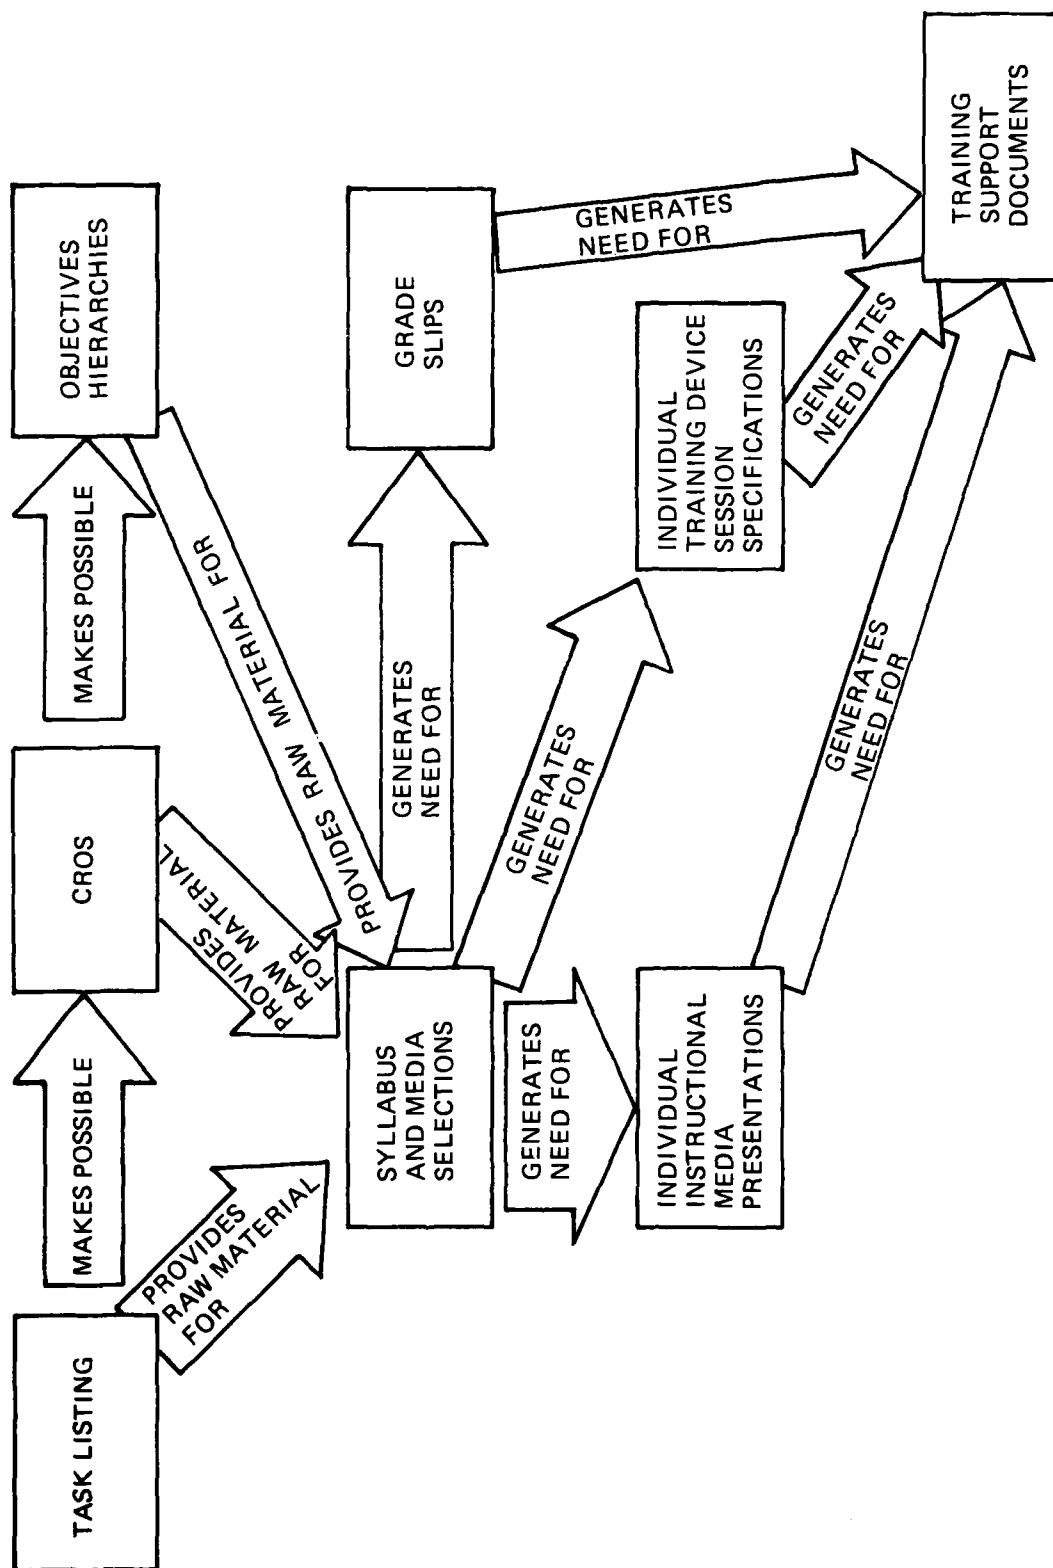 TASK LISTING
MAKES POSSIBLE
CROS
MAKES POSSIBLE
OBJECTIVES
HIERARCHIES
PROVIDES
RAW MATERIAL
FOR
PROVIDES
RAW MATERIAL
FOR
PROVIDES RAW MATERIAL FOR
SYLLABUS
AND MEDIA
SELECTIONS
GENERATES
NEED FOR
GRADE
SLIPS
GENERATES
NEED FOR
GENERATES
NEED FOR
GENERATES
NEED FOR
INDIVIDUAL
INSTRUCTIONAL
MEDIA
PRESENTATIONS
INDIVIDUAL
TRAINING DEVICE
SESSION
SPECIFICATIONS
GENERATES
NEED FOR
GENERATES
NEED FOR
TRAINING
SUPPORT
DOCUMENTS